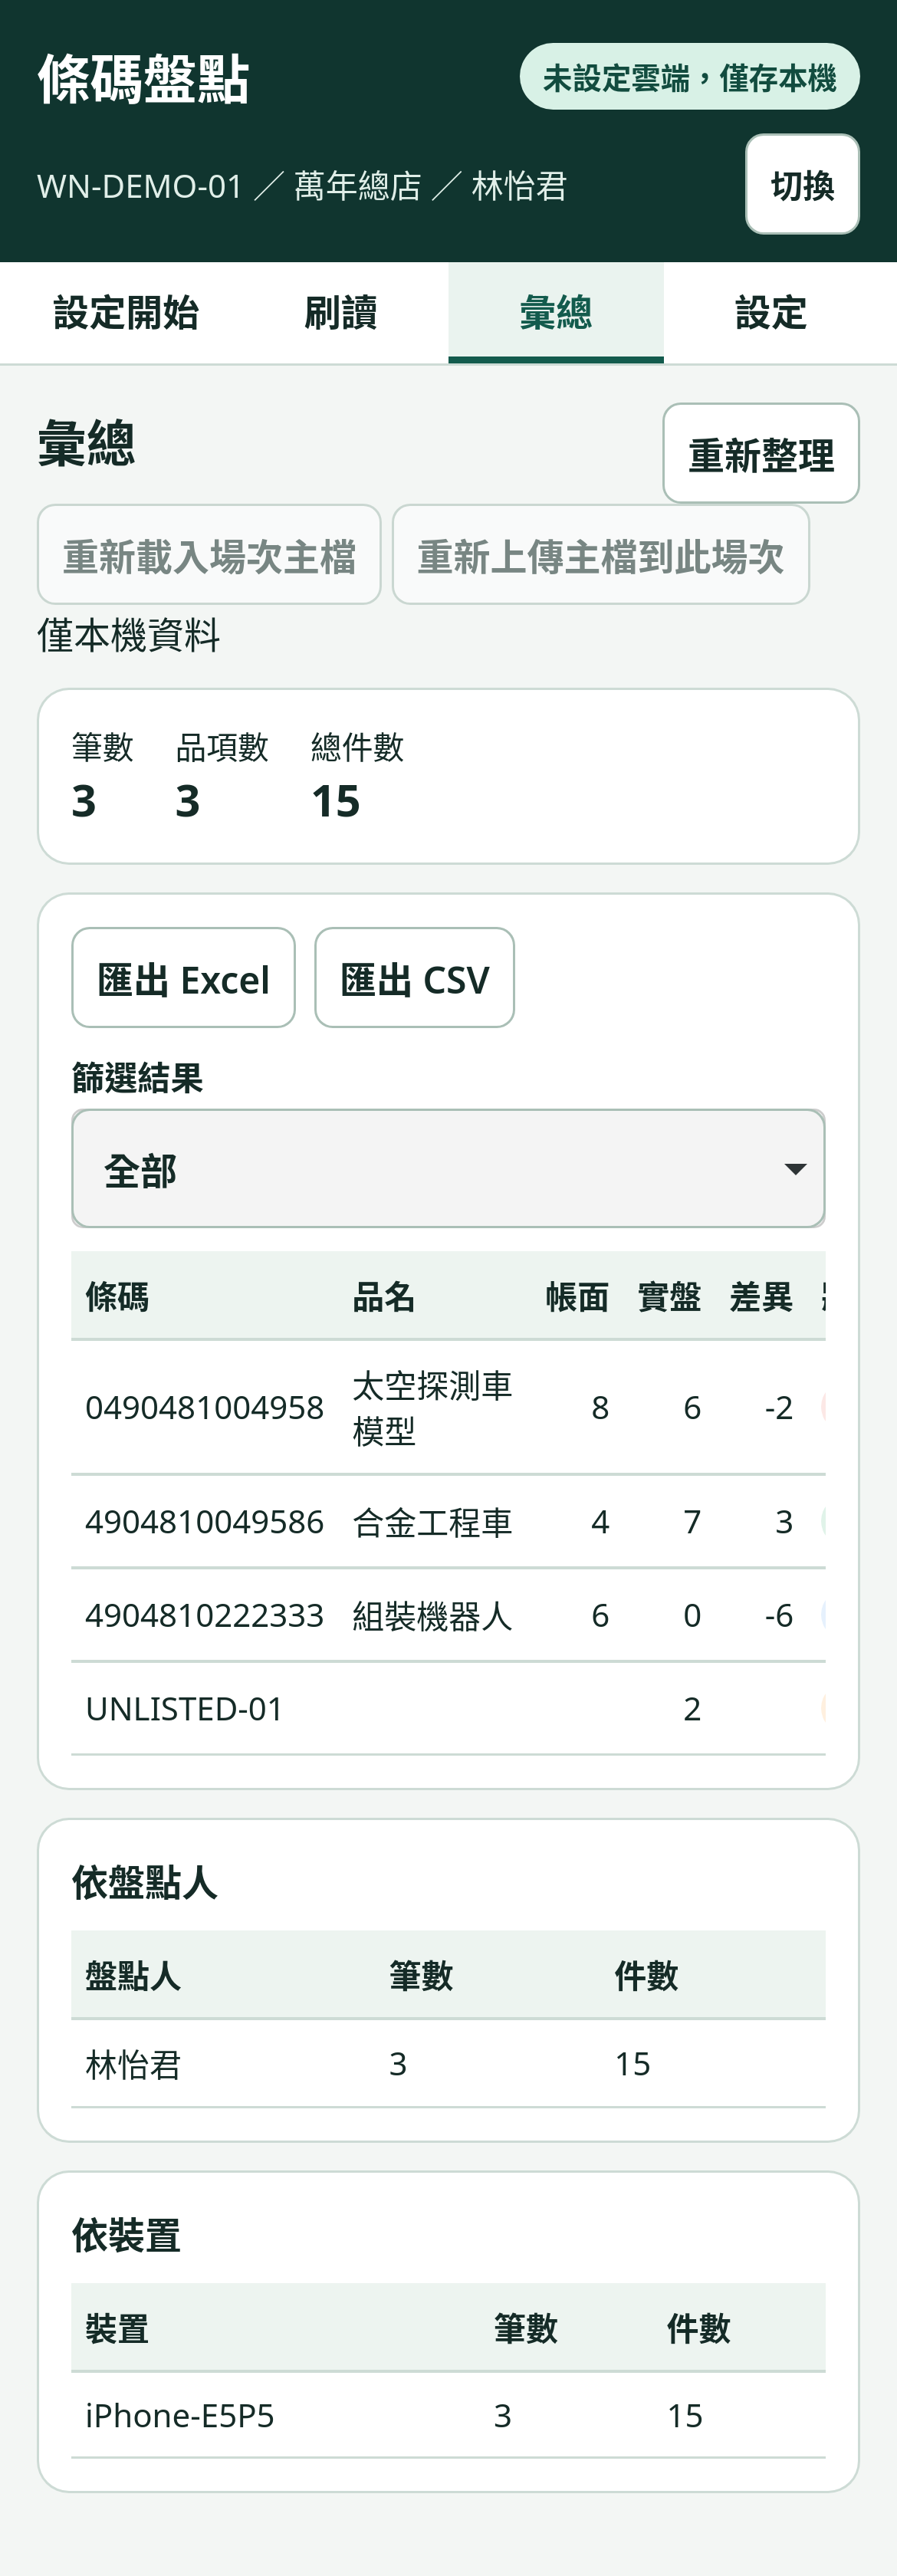 條碼盤點
未設定雲端，僅存本機
WN-DEMO-01 ／ 萬年總店 ／ 林怡君
切換
設定開始 刷讀 彙總 設定
彙總
重新整理
重新載入場次主檔 重新上傳主檔到此場次
僅本機資料
筆數 品項數 總件數
3 3 15
匯出 Excel 匯出 CSV
篩選結果
全部
條碼 品名 帳面 實盤 差異
0490481004958 太空探測車模型 8 6 -2
4904810049586 合金工程車 4 7 3
4904810222333 組裝機器人 6 0 -6
UNLISTED-01 2
依盤點人
盤點人 筆數 件數
林怡君 3 15
依裝置
裝置 筆數 件數
iPhone-E5P5 3 15